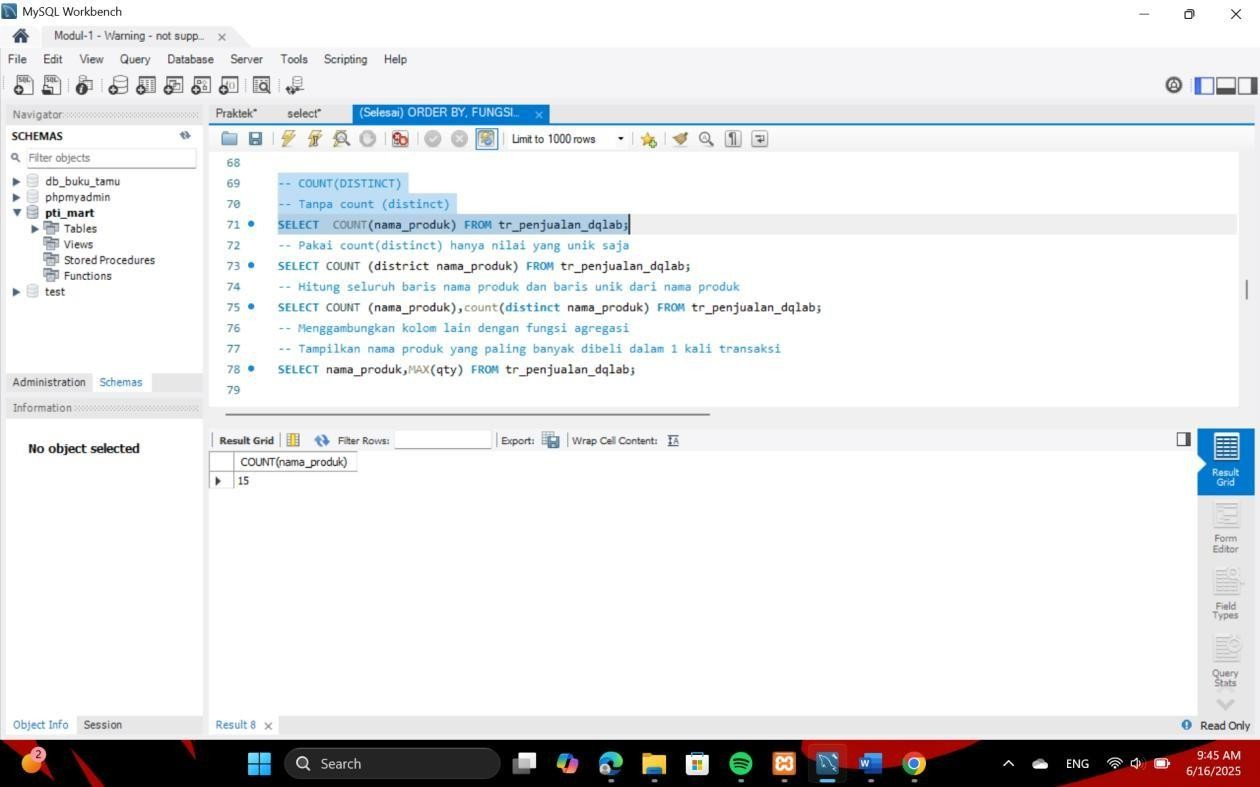 MySQL Workbench
Modul-1 - Warning - not supp...
File Edit View Query Database Server Tools Scripting Help
Navigator
SCHEMAS
Filter objects
db_buku_tamu
phpmyadmin
pti_mart
Tables
Views
Stored Procedures
Functions
test
Administration Schemas
Information
No object selected
Object Info Session
Praktek* select* (Selesai) ORDER BY, FUNGSI...
Limit to 1000 rows
68
69 -- COUNT(DISTINCT)
70 -- Tanpa count (distinct)
71 SELECT  COUNT(nama_produk) FROM tr_penjualan_dqlab;
72 -- Pakai count(distinct) hanya nilai yang unik saja
73 SELECT COUNT (district nama_produk) FROM tr_penjualan_dqlab;
74 -- Hitung seluruh baris nama produk dan baris unik dari nama produk
75 SELECT COUNT (nama_produk),count(distinct nama_produk) FROM tr_penjualan_dqlab;
76 -- Menggambungkan kolom lain dengan fungsi agregasi
77 -- Tampilkan nama produk yang paling banyak dibeli dalam 1 kali transaksi
78 SELECT nama_produk,MAX(qty) FROM tr_penjualan_dqlab;
79
Result Grid Filter Rows: Export: Wrap Cell Content:
COUNT(nama_produk)
15
Result Grid
Form Editor
Field Types
Query Stats
Result 8
Read Only
2
Search
ENG
9:45 AM
6/16/2025